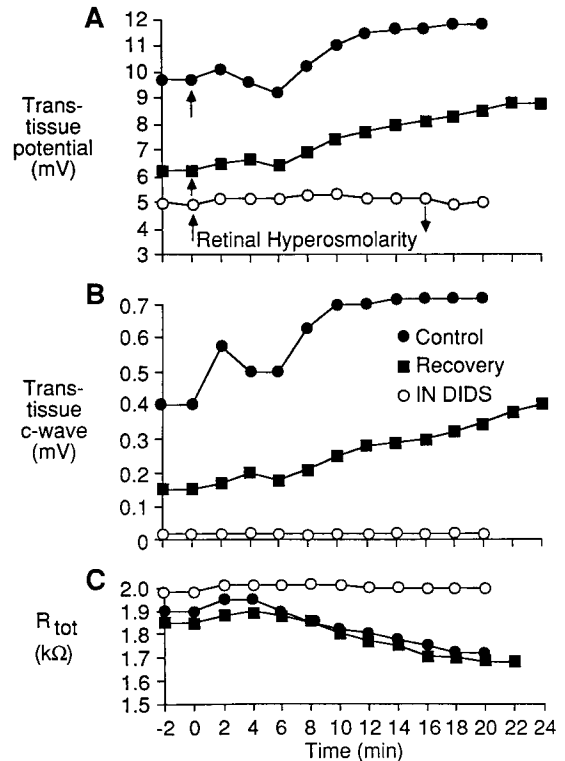 A
Trans-
tissue
potential
(mV)
12
11
10
9
8
7
6
5
4
3
Retinal Hyperosmolarity
B
Trans-
tissue
c-wave
(mV)
0.7
0.6
0.5
0.4
0.3
0.2
0.1
0
Control
Recovery
IN DIDS
C
R tot
(kΩ)
2.0
1.9
1.8
1.7
1.6
1.5
-2 0 2 4 6 8 10 12 14 16 18 20 22 24
Time (min)